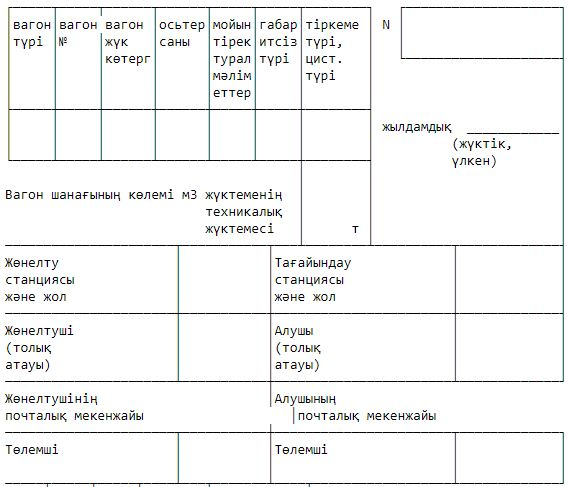 вагон вагон вагон осьтер мойын габар тіркеме N
түрі № жүк саны тірек итсіз түрі,
көтерг турал түрі цист.
мәлім түрі
еттер
жылдамдық ____________
(жүктік,
үлкен)
Вагон шанағының көлемі м3 жүктеменің
техникалық
жүктемесі т
Жөнелту Тағайындау
станциясы станциясы
және жол және жол
Жөнелтуші Алушы
(толық (толық
атауы) атауы)
Жөнелтушінің Алушының
почталық мекенжайы почталық мекенжайы
Төлемші Төлемші